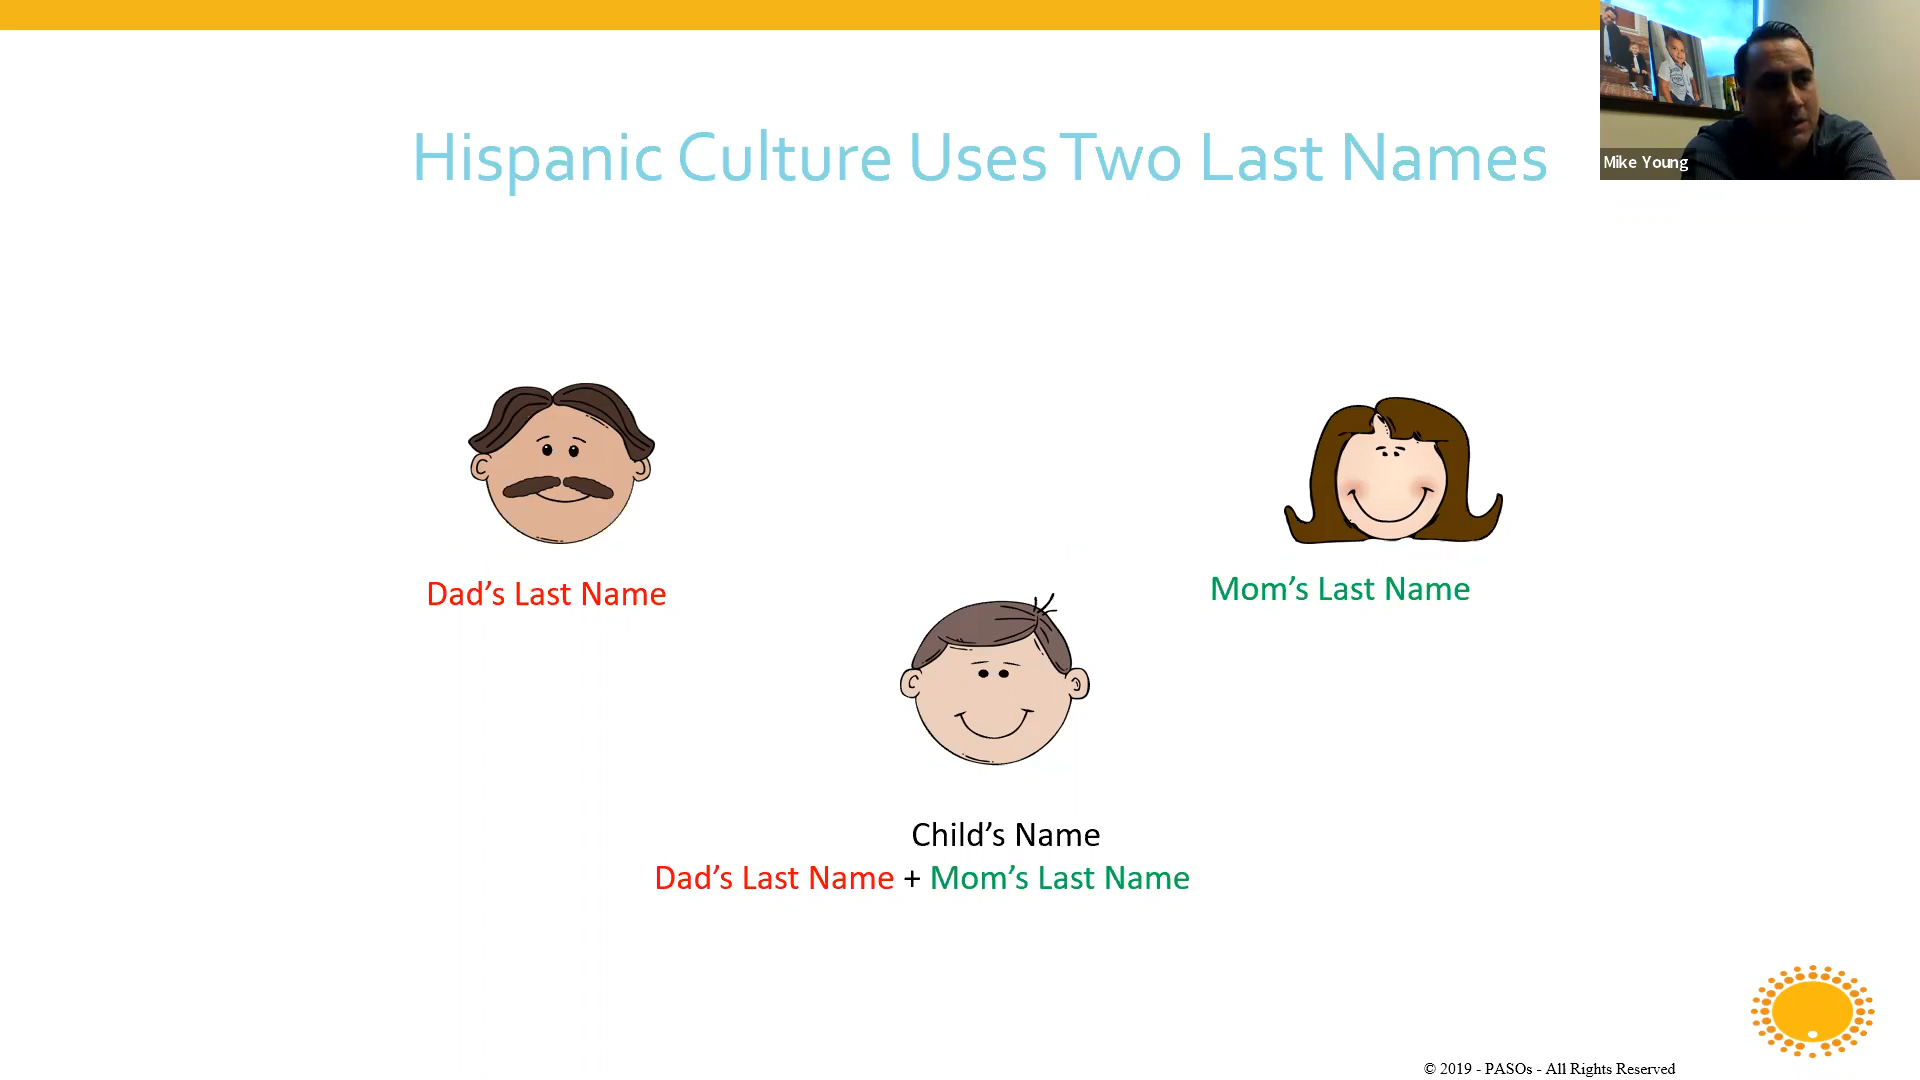 Hispanic Culture Uses Two Last Names
Mike Young
Dad’s Last Name
Mom’s Last Name
Child’s Name
Dad’s Last Name + Mom’s Last Name
© 2019 - PASOs - All Rights Reserved